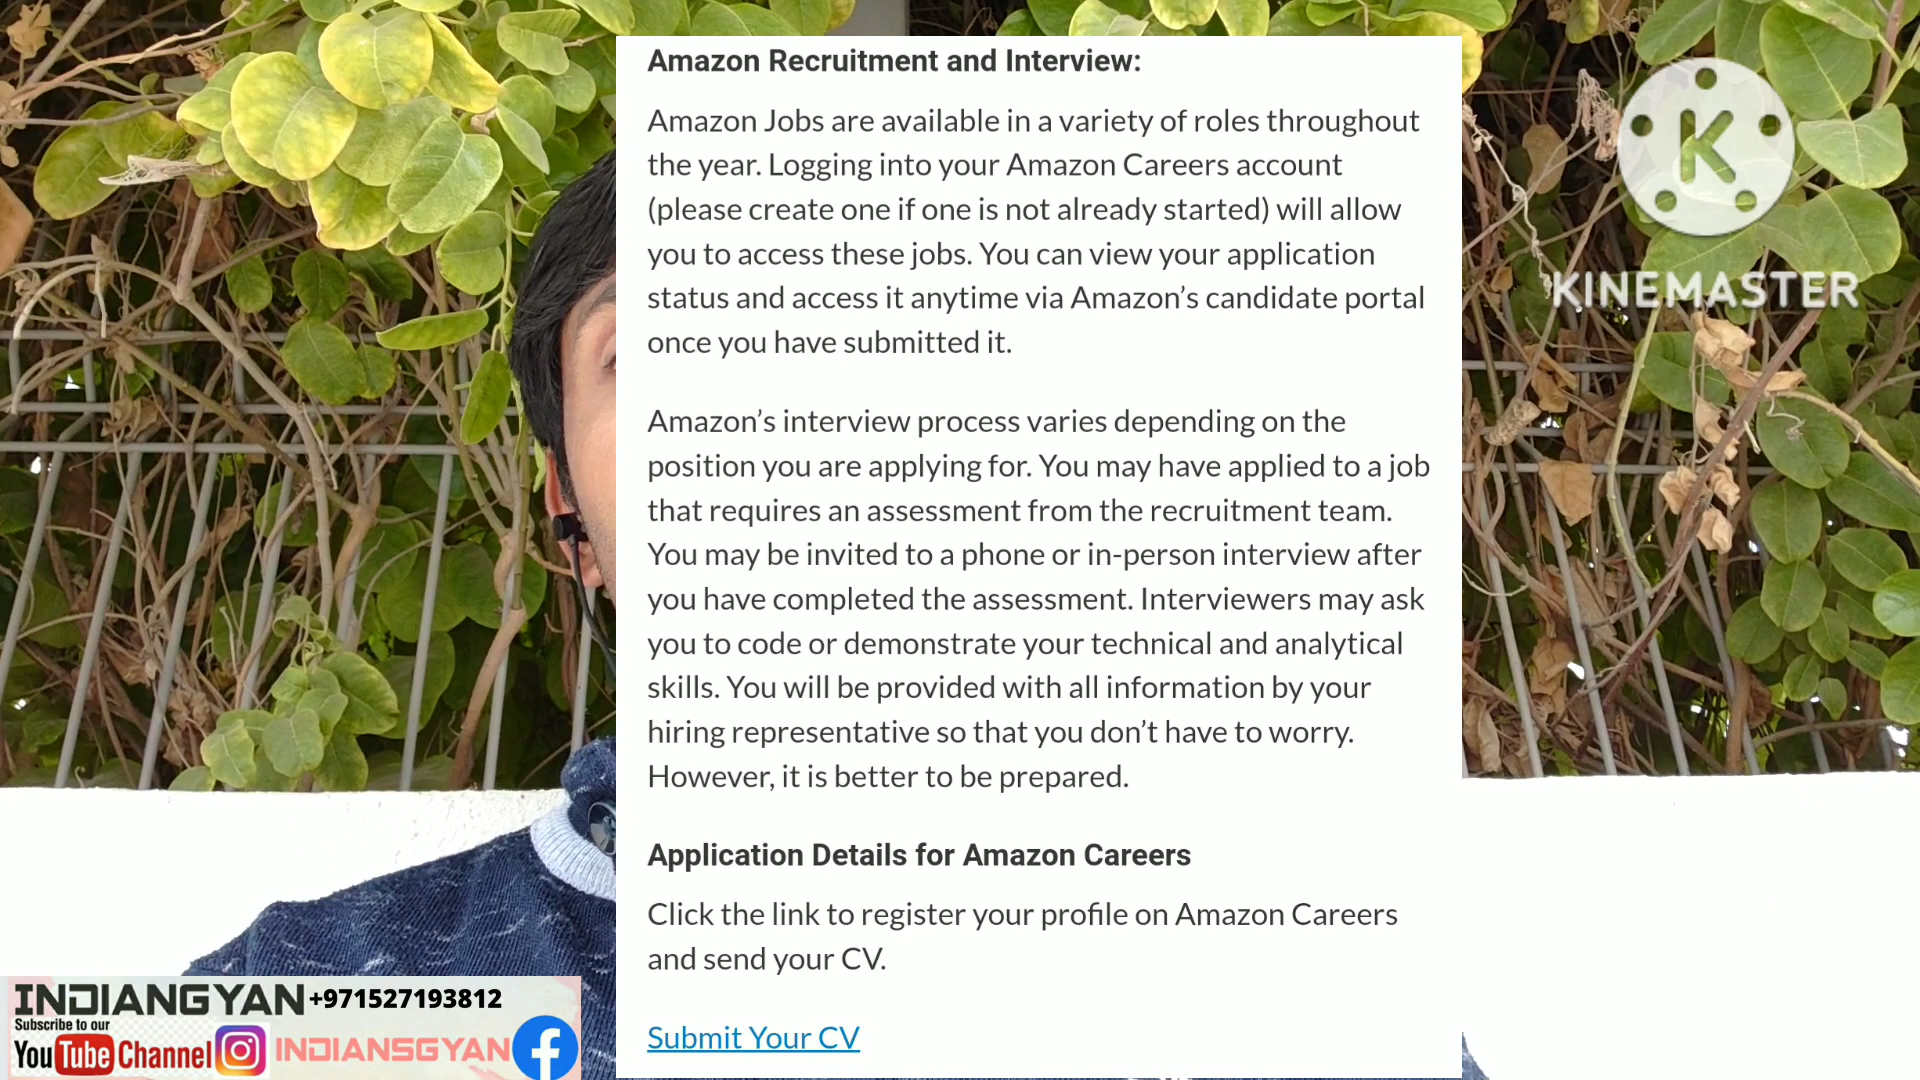 Amazon Recruitment and Interview:
Amazon Jobs are available in a variety of roles throughout
the year. Logging into your Amazon Careers account
(please create one if one is not already started) will allow
you to access these jobs. You can view your application
status and access it anytime via Amazon’s candidate portal
once you have submitted it.
Amazon’s interview process varies depending on the
position you are applying for. You may have applied to a job
that requires an assessment from the recruitment team.
You may be invited to a phone or in-person interview after
you have completed the assessment. Interviewers may ask
you to code or demonstrate your technical and analytical
skills. You will be provided with all information by your
hiring representative so that you don’t have to worry.
However, it is better to be prepared.
Application Details for Amazon Careers
Click the link to register your profile on Amazon Careers
and send your CV.
Submit Your CV
K
KINEMASTER
INDIANGYAN +971527193812
Subscribe to our
YouTube Channel INDIANSGYAN